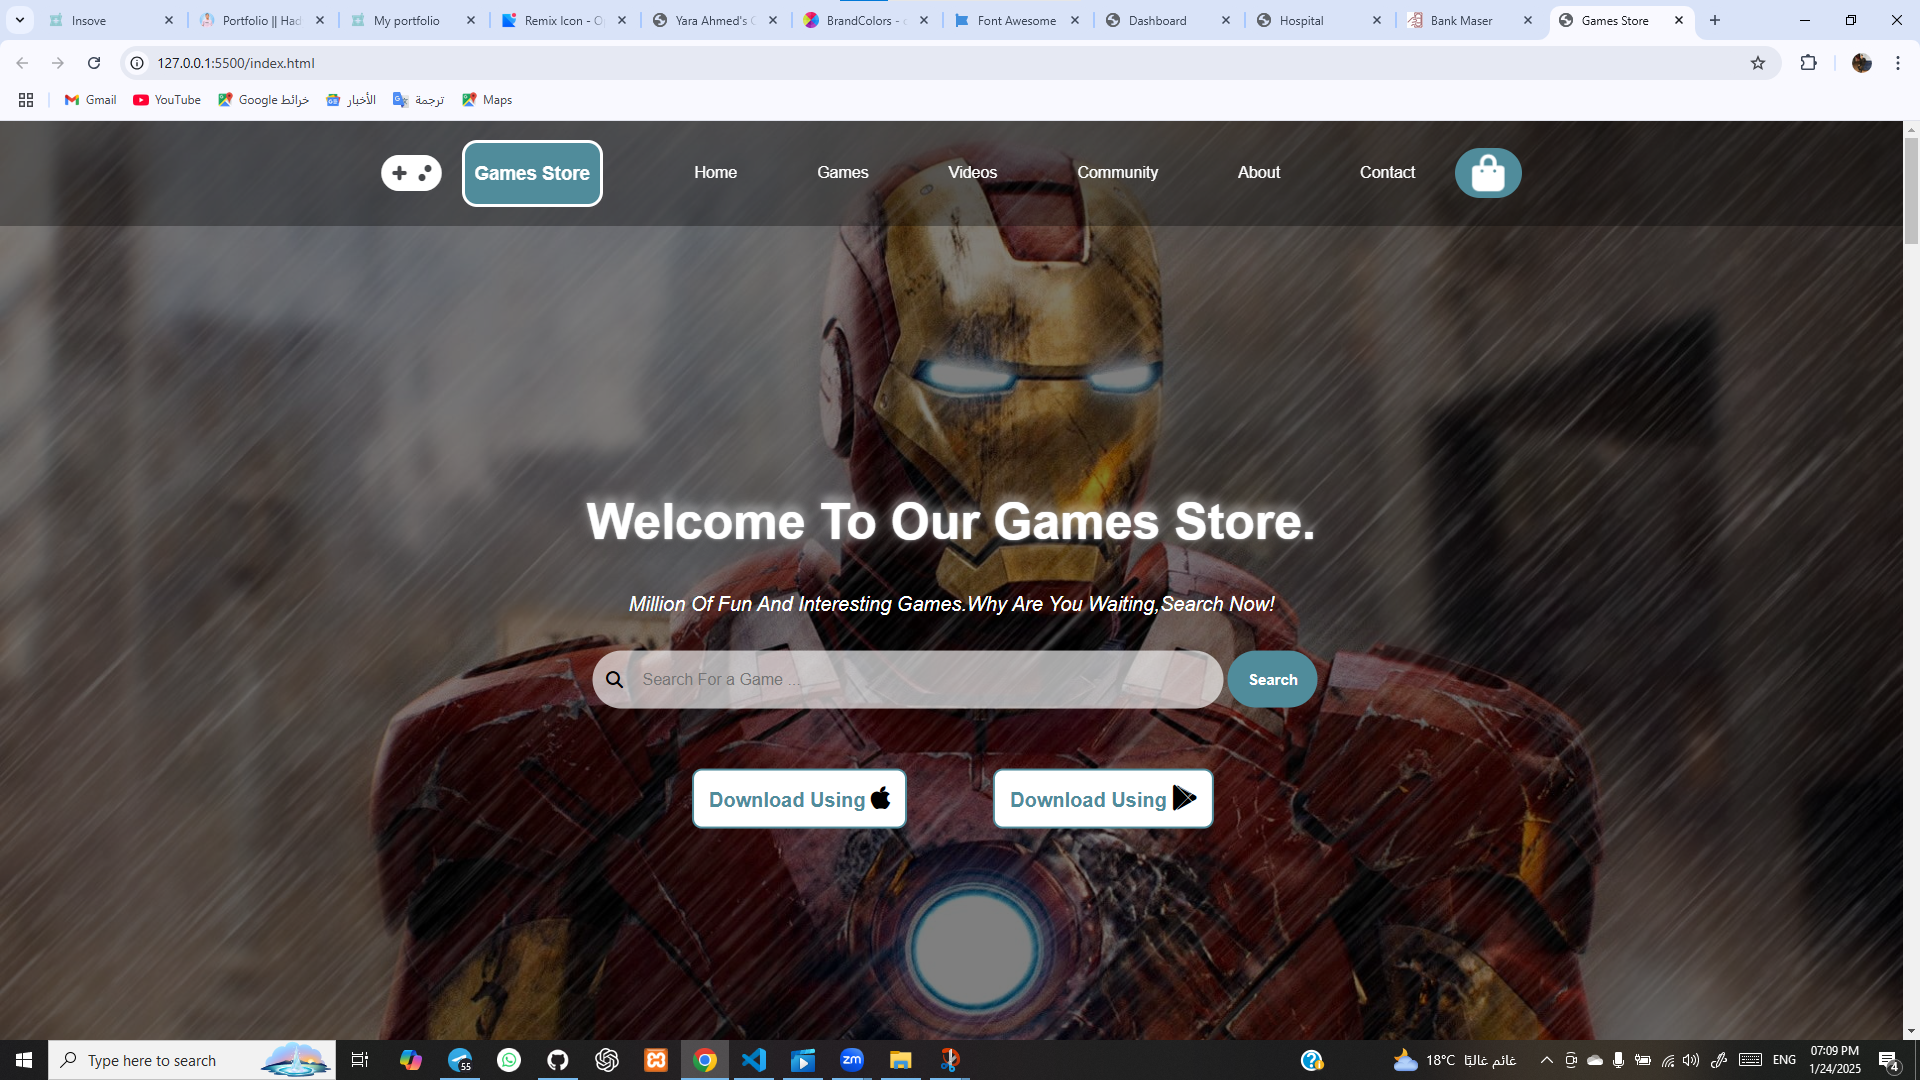 Insove
Portfolio || Had
My portfolio
Remix Icon - O
Yara Ahmed's
BrandColors -
Font Awesome
Dashboard
Hospital
Bank Maser
Games Store
127.0.0.1:5500/index.html
Gmail
YouTube
خرائط Google
الأخبار
ترجمة
Maps
Games Store
Home
Games
Videos
Community
About
Contact
Welcome To Our Games Store.
Million Of Fun And Interesting Games.Why Are You Waiting,Search Now!
Search For a Game ...
Search
Download Using
Download Using
Type here to search
55
zm
18°C غائم غالبًا
ENG
07:09 PM
1/24/2025
4